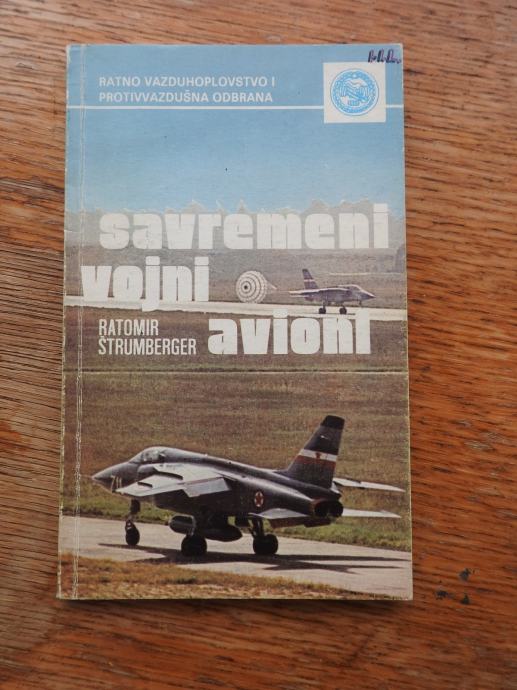 RATNO VAZDUHOPLOVSTVO I
PROTIVVAZDUŠNA ODBRANA
savremeni
vojni
RATOMIR
ŠTRUMBERGER
avioni